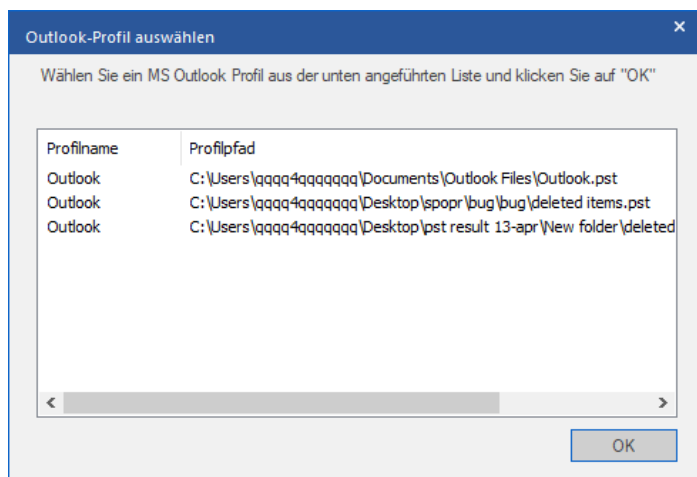 Outlook-Profil auswählen
Wählen Sie ein MS Outlook Profil aus der unten angeführten Liste und klicken Sie auf "OK"
Profilname Profilpfad
Outlook C:\Users\qqqq4qqqqqqq\Documents\Outlook Files\Outlook.pst
Outlook C:\Users\qqqq4qqqqqqq\Desktop\spopr\bug\bug\deleted items.pst
Outlook C:\Users\qqqq4qqqqqqq\Desktop\pst result 13-apr\New folder\deleted
OK